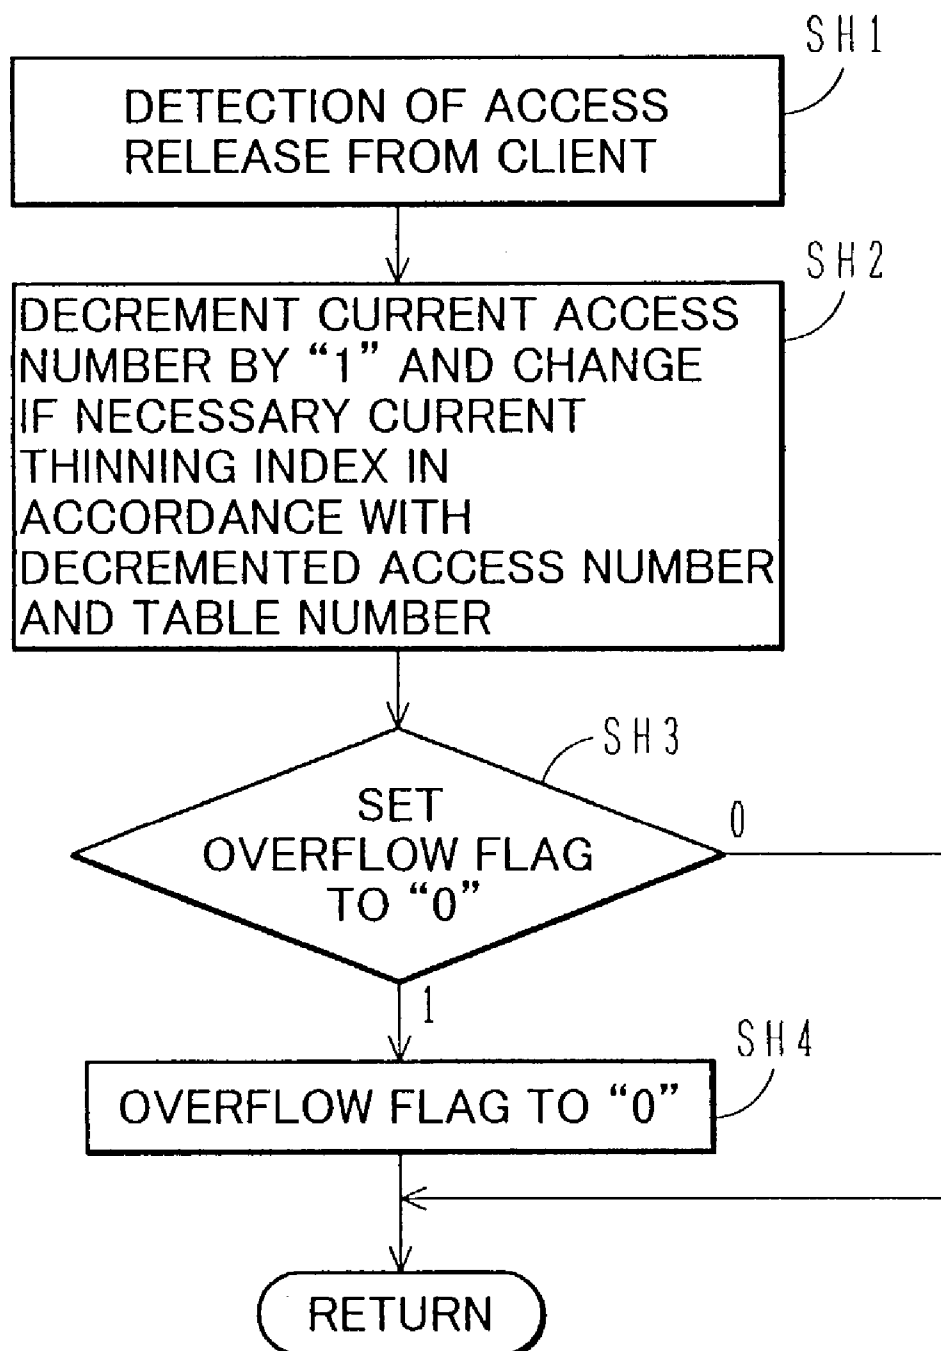 SH1
DETECTION OF ACCESS
RELEASE FROM CLIENT
SH2
DECREMENT CURRENT ACCESS
NUMBER BY “1” AND CHANGE
IF NECESSARY CURRENT
THINNING INDEX IN
ACCORDANCE WITH
DECREMENTED ACCESS NUMBER
AND TABLE NUMBER
SH3
SET
OVERFLOW FLAG
TO “0”
0
1
SH4
OVERFLOW FLAG TO “0”
RETURN